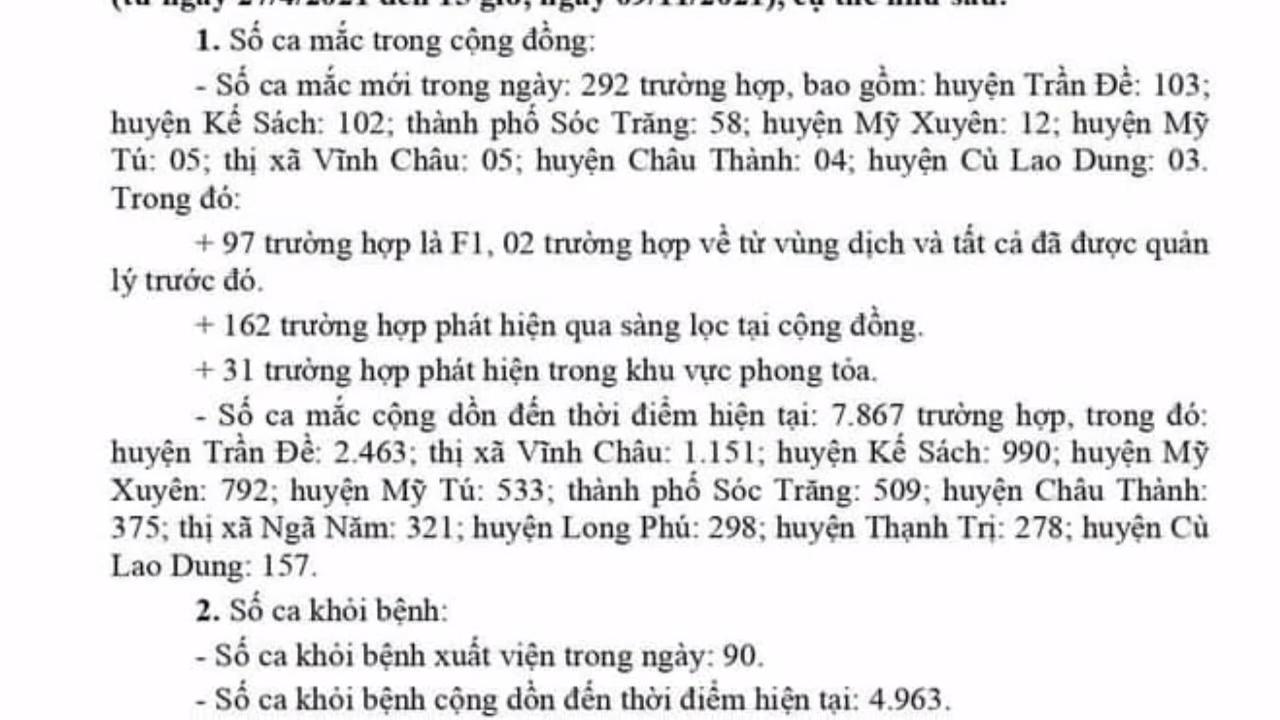 1. Số ca mắc trong cộng đồng:
- Số ca mắc mới trong ngày: 292 trường hợp, bao gồm: huyện Trần Đề: 103;
huyện Kế Sách: 102; thành phố Sóc Trăng: 58; huyện Mỹ Xuyên: 12; huyện Mỹ
Tú: 05; thị xã Vĩnh Châu: 05; huyện Châu Thành: 04; huyện Cù Lao Dung: 03.
Trong đó:
+ 97 trường hợp là F1, 02 trường hợp về từ vùng dịch và tất cả đã được quản
lý trước đó.
+ 162 trường hợp phát hiện qua sàng lọc tại cộng đồng.
+ 31 trường hợp phát hiện trong khu vực phong tỏa.
- Số ca mắc cộng dồn đến thời điểm hiện tại: 7.867 trường hợp, trong đó:
huyện Trần Đề: 2.463; thị xã Vĩnh Châu: 1.151; huyện Kế Sách: 990; huyện Mỹ
Xuyên: 792; huyện Mỹ Tú: 533; thành phố Sóc Trăng: 509; huyện Châu Thành:
375; thị xã Ngã Năm: 321; huyện Long Phú: 298; huyện Thạnh Trị: 278; huyện Cù
Lao Dung: 157.
2. Số ca khỏi bệnh:
- Số ca khỏi bệnh xuất viện trong ngày: 90.
- Số ca khỏi bệnh cộng dồn đến thời điểm hiện tại: 4.963.